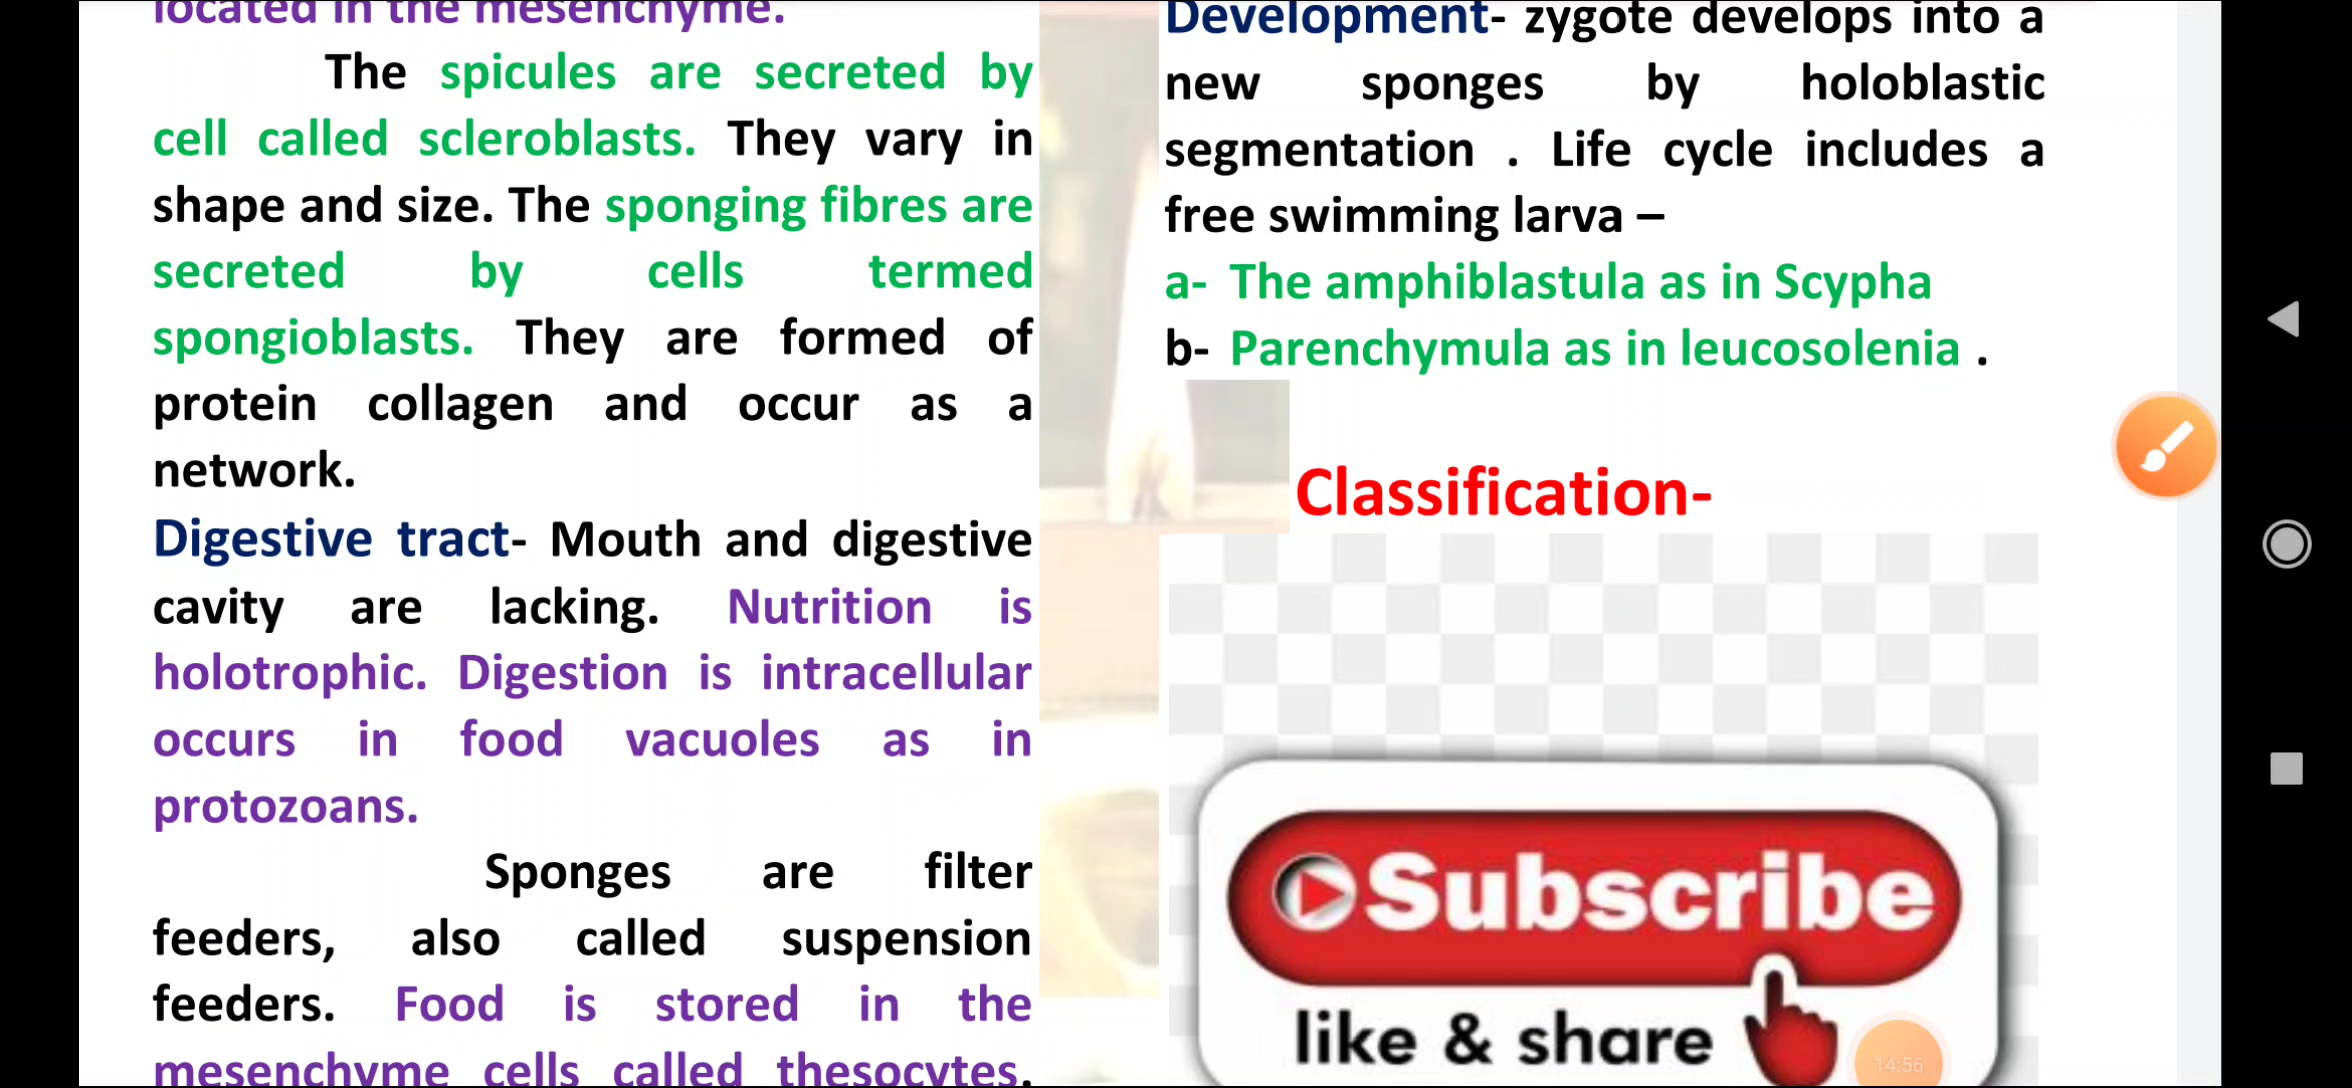 located in the mesenchyme.
The spicules are secreted by
cell called scleroblasts. They vary in
shape and size. The sponging fibres are
secreted by cells termed
spongioblasts. They are formed of
protein collagen and occur as a
network.
Digestive tract- Mouth and digestive
cavity are lacking. Nutrition is
holotrophic. Digestion is intracellular
occurs in food vacuoles as in
protozoans.
Sponges are filter
feeders, also called suspension
feeders. Food is stored in the
mesenchyme cells called thesocytes.
Development- zygote develops into a
new sponges by holoblastic
segmentation . Life cycle includes a
free swimming larva –
a- The amphiblastula as in Scypha
b- Parenchymula as in leucosolenia .
Classification-
Subscribe
like & share
14:56